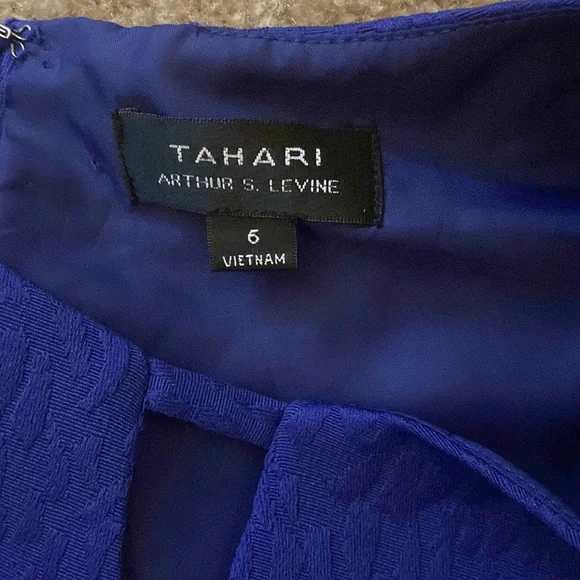 TAHARI
ARTHUR S. LEVINE
6
VIETNAM